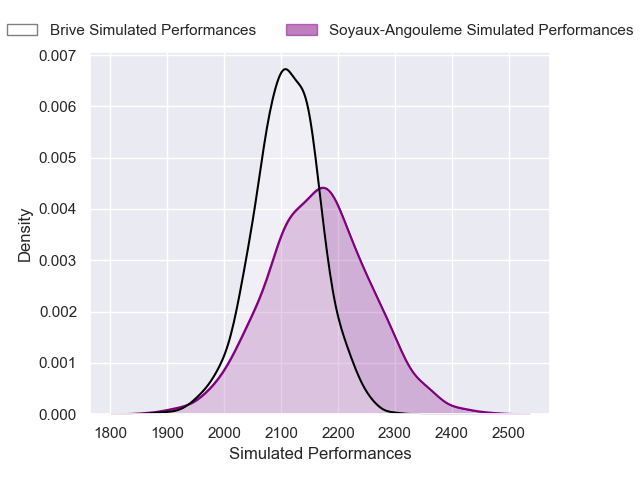 Brive Simulated Performances Soyaux-Angouleme Simulated Performances
0.007
0.006
0.005
0.004
0.003
0.002
0.001
0.000
Density
1800 1900 2000 2100 2200 2300 2400 2500
Simulated Performances